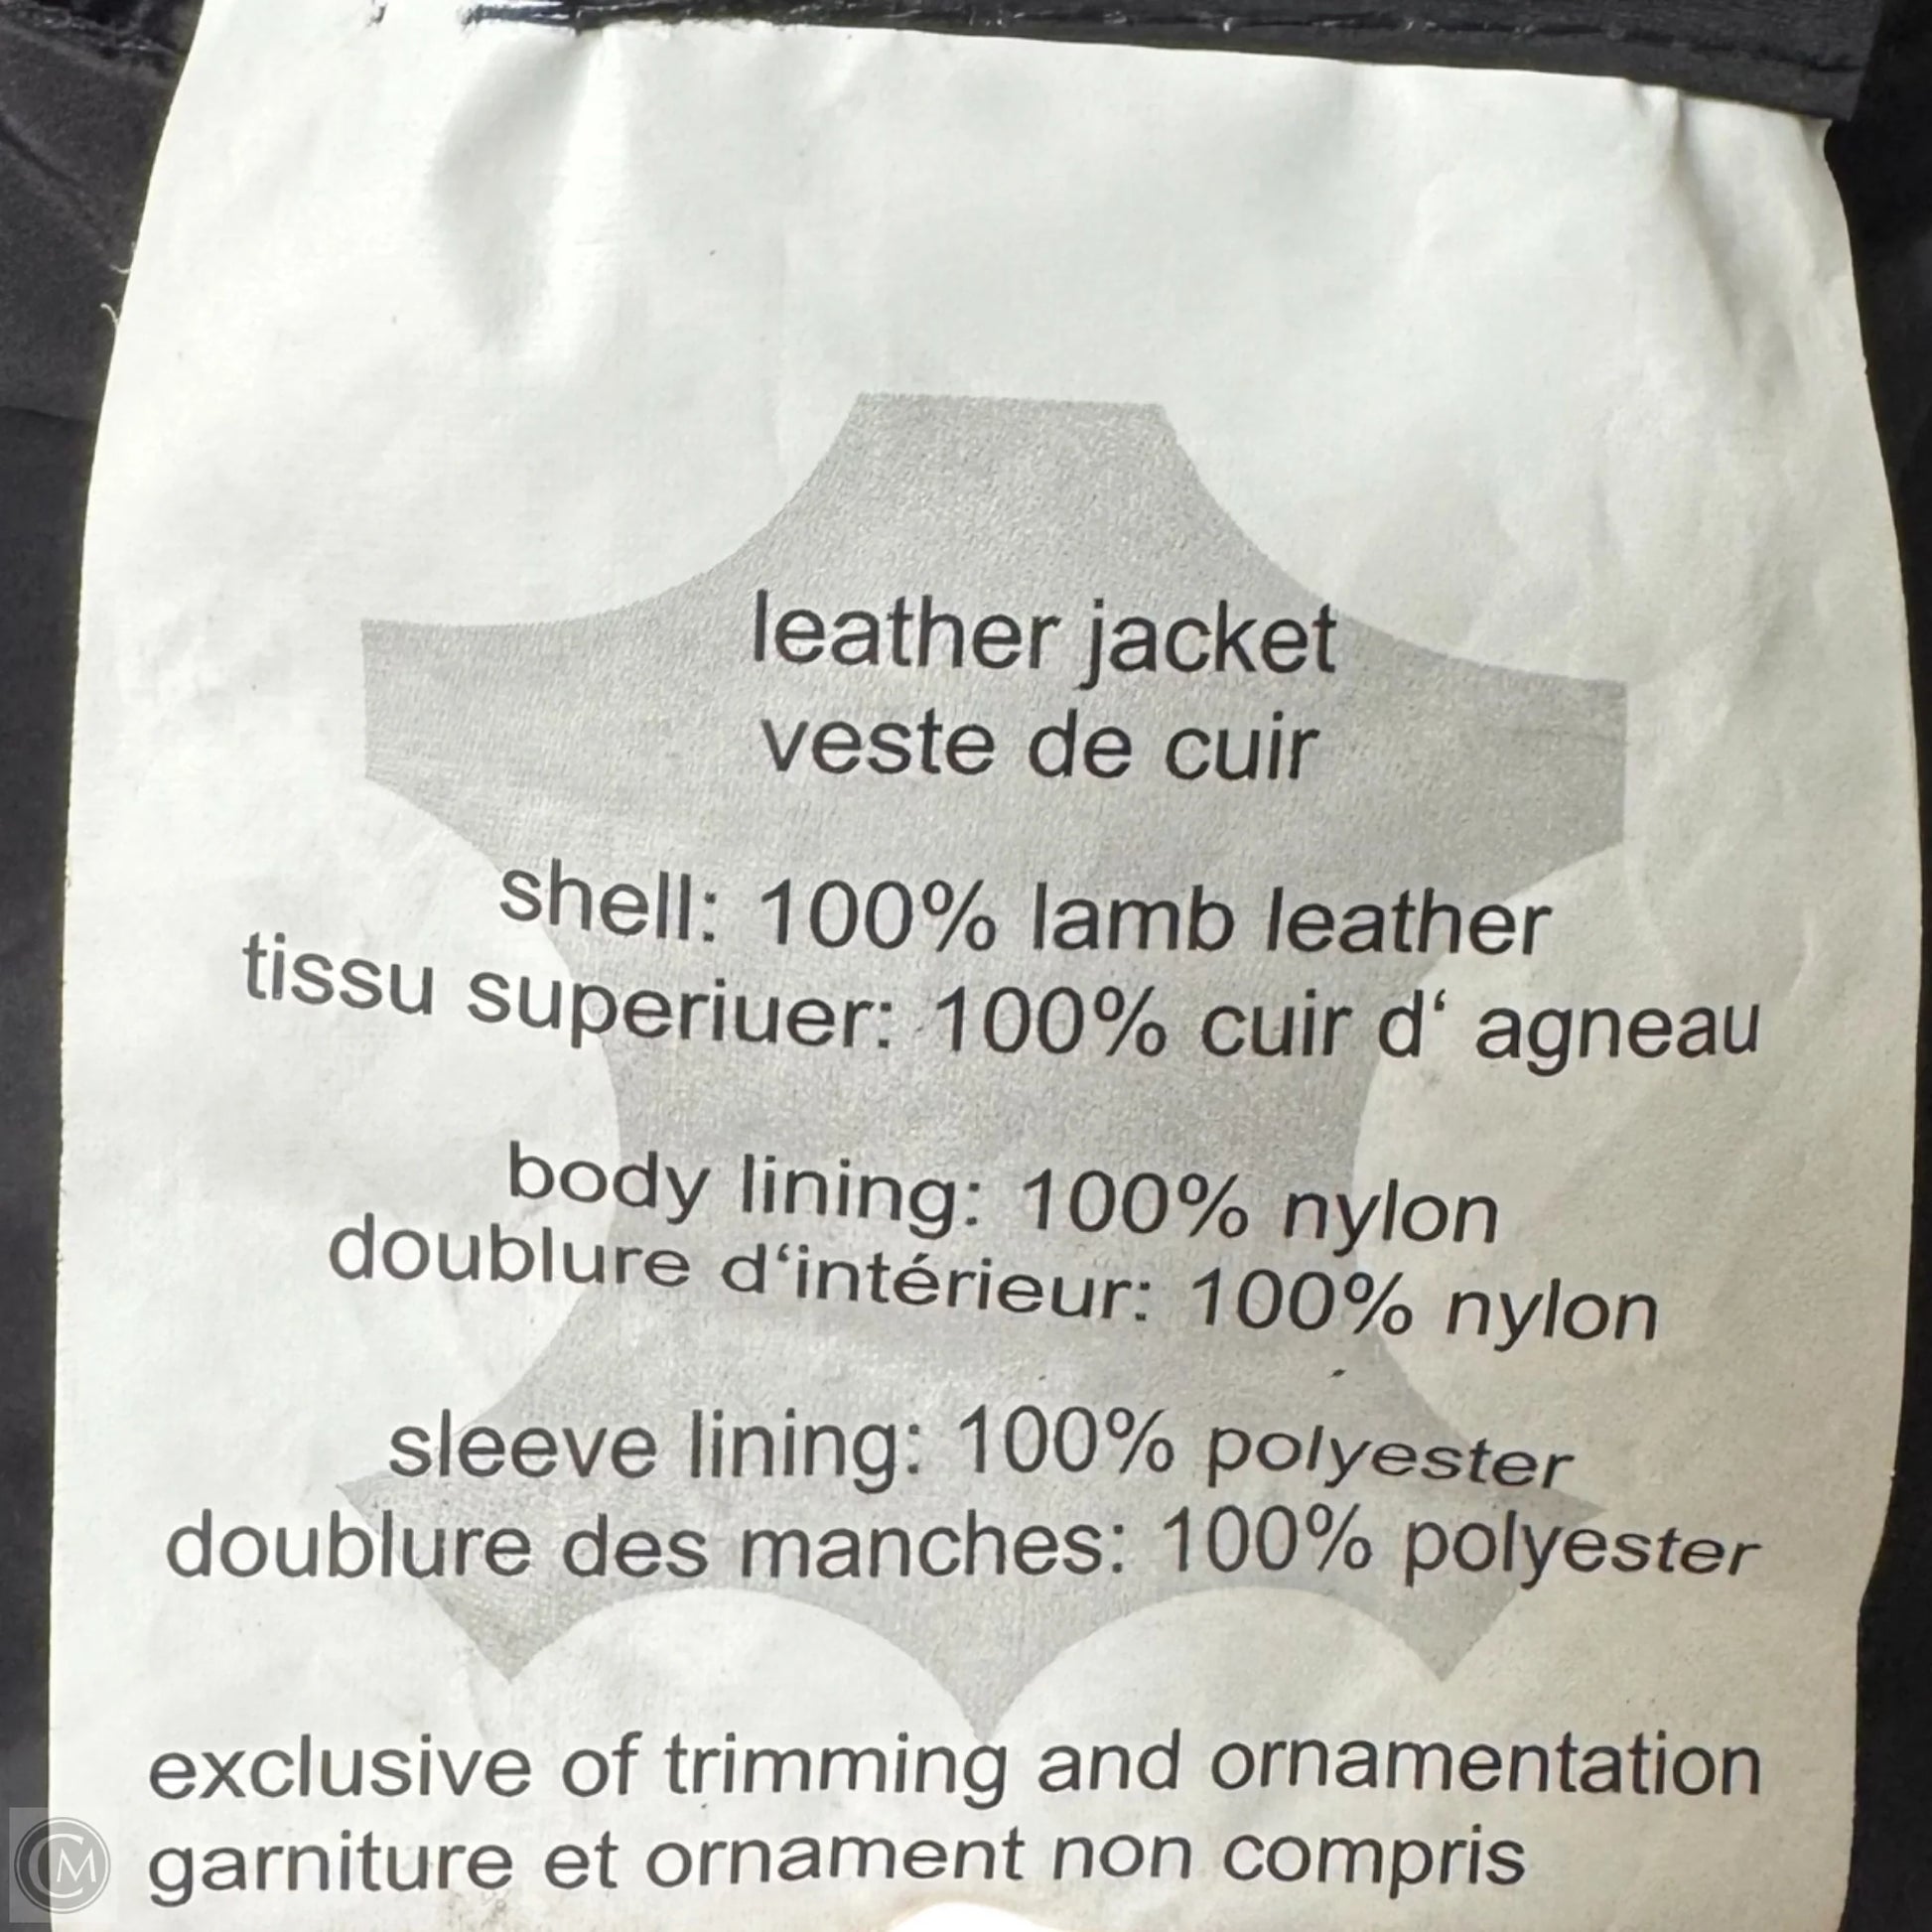 leather jacket
veste de cuir
shell: 100% lamb leather
tissu superiuer: 100% cuir d‘ agneau
body lining: 100% nylon
doublure d‘intérieur: 100% nylon
sleeve lining: 100% polyester
doublure des manches: 100% polyester
exclusive of trimming and ornamentation
garniture et ornament non compris
CM